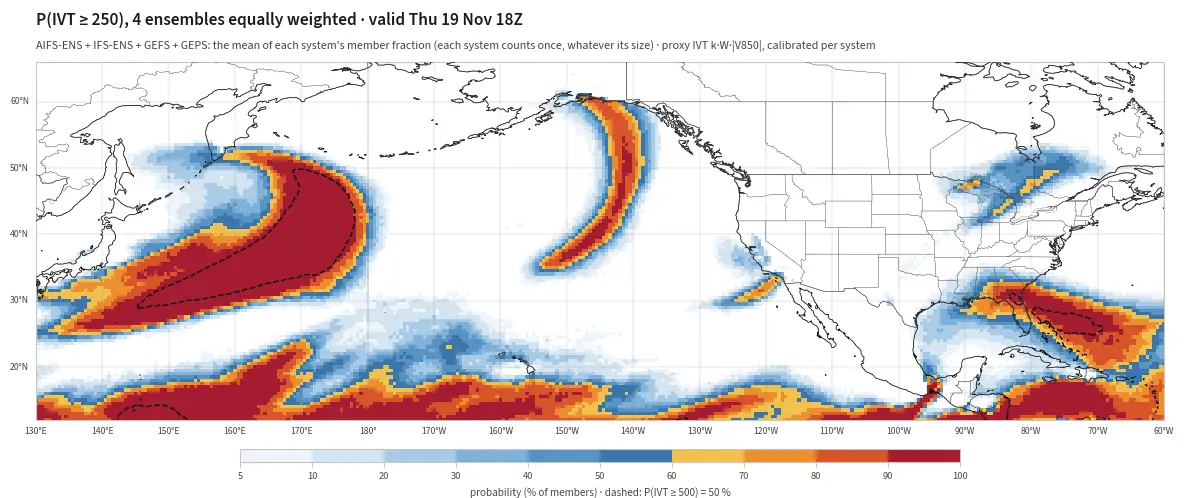 P(IVT ≥ 250), 4 ensembles equally weighted · valid Thu 19 Nov 18Z
AIFS-ENS + IFS-ENS + GEFS + GEPS: the mean of each system's member fraction (each system counts once, whatever its size) · proxy IVT k·W·|V850|, calibrated per system
60°N
50°N
40°N
30°N
20°N
130°E 140°E 150°E 160°E 170°E 180° 170°W 160°W 150°W 140°W 130°W 120°W 110°W 100°W 90°W 80°W 70°W 60°W
5 10 20 30 40 50 60 70 80 90 100
probability (% of members) · dashed: P(IVT ≥ 500) = 50 %